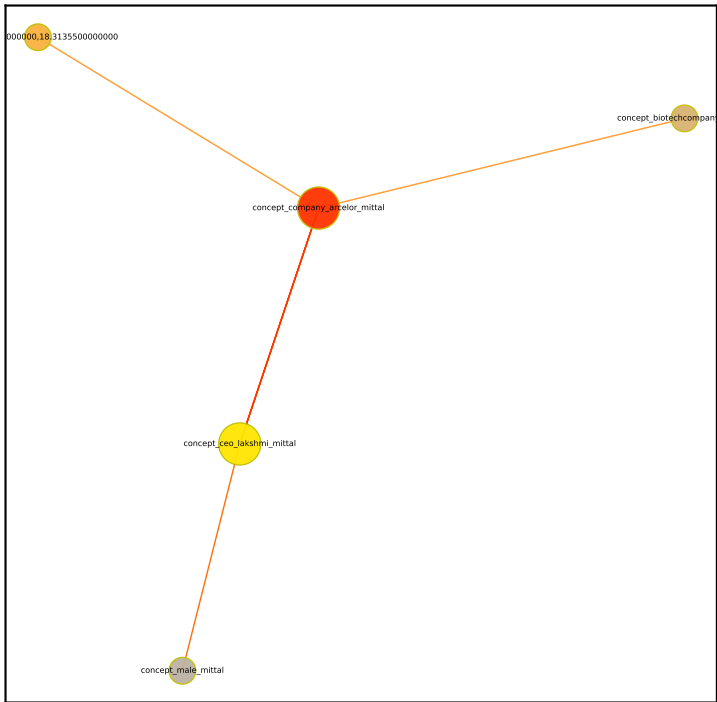 000000,18.3135500000000
concept_biotechcompany
concept_company_arcelor_mittal
concept_ceo_lakshmi_mittal
concept_male_mittal